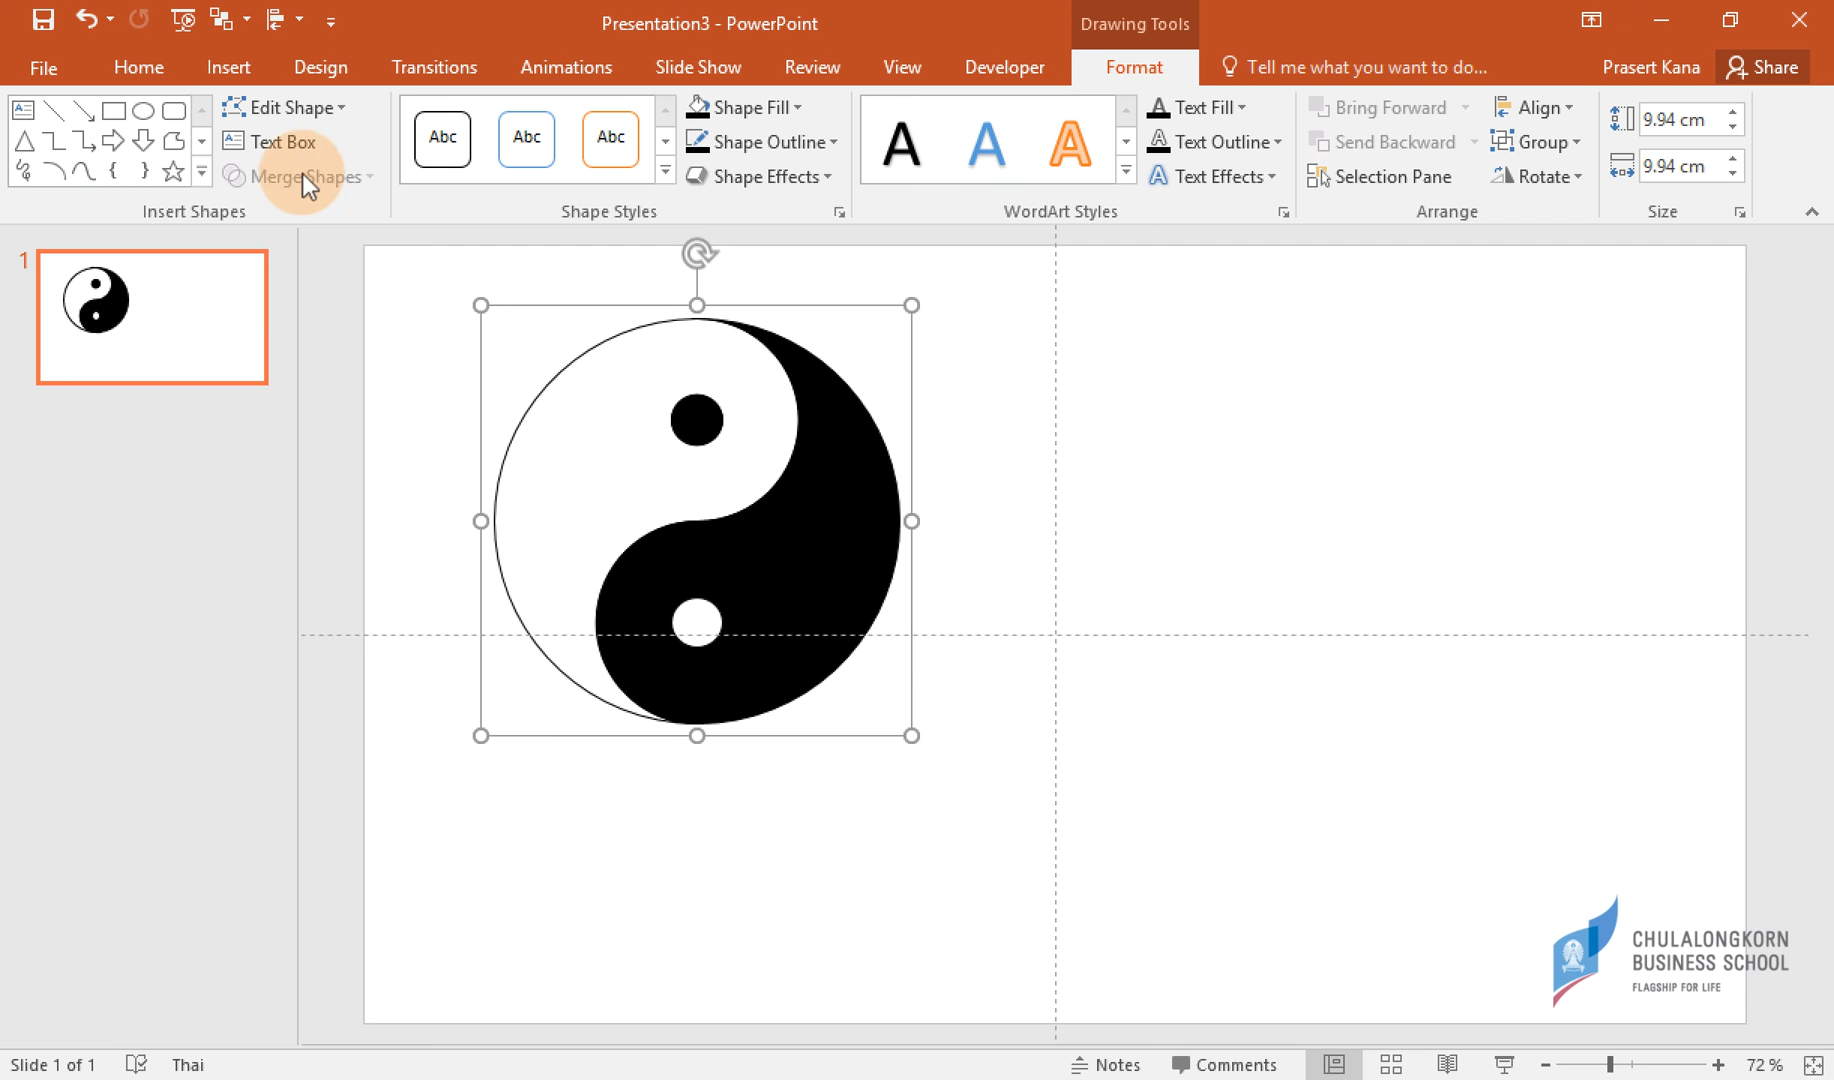 Presentation3 - PowerPoint
Drawing Tools
File Home Insert Design Transitions Animations Slide Show Review View Developer Format Tell me what you want to do... Prasert Kana Share
Edit Shape
Text Box
Merge Shapes
Insert Shapes
Abc Abc Abc
Shape Fill
Shape Outline
Shape Effects
Shape Styles
A A A
Text Fill
Text Outline
Text Effects
WordArt Styles
Bring Forward
Send Backward
Selection Pane
Align
Group
Rotate
Arrange
9.94 cm
9.94 cm
Size
1
CHULALONGKORN
BUSINESS SCHOOL
FLAGSHIP FOR LIFE
Slide 1 of 1 Thai Notes Comments 72 %